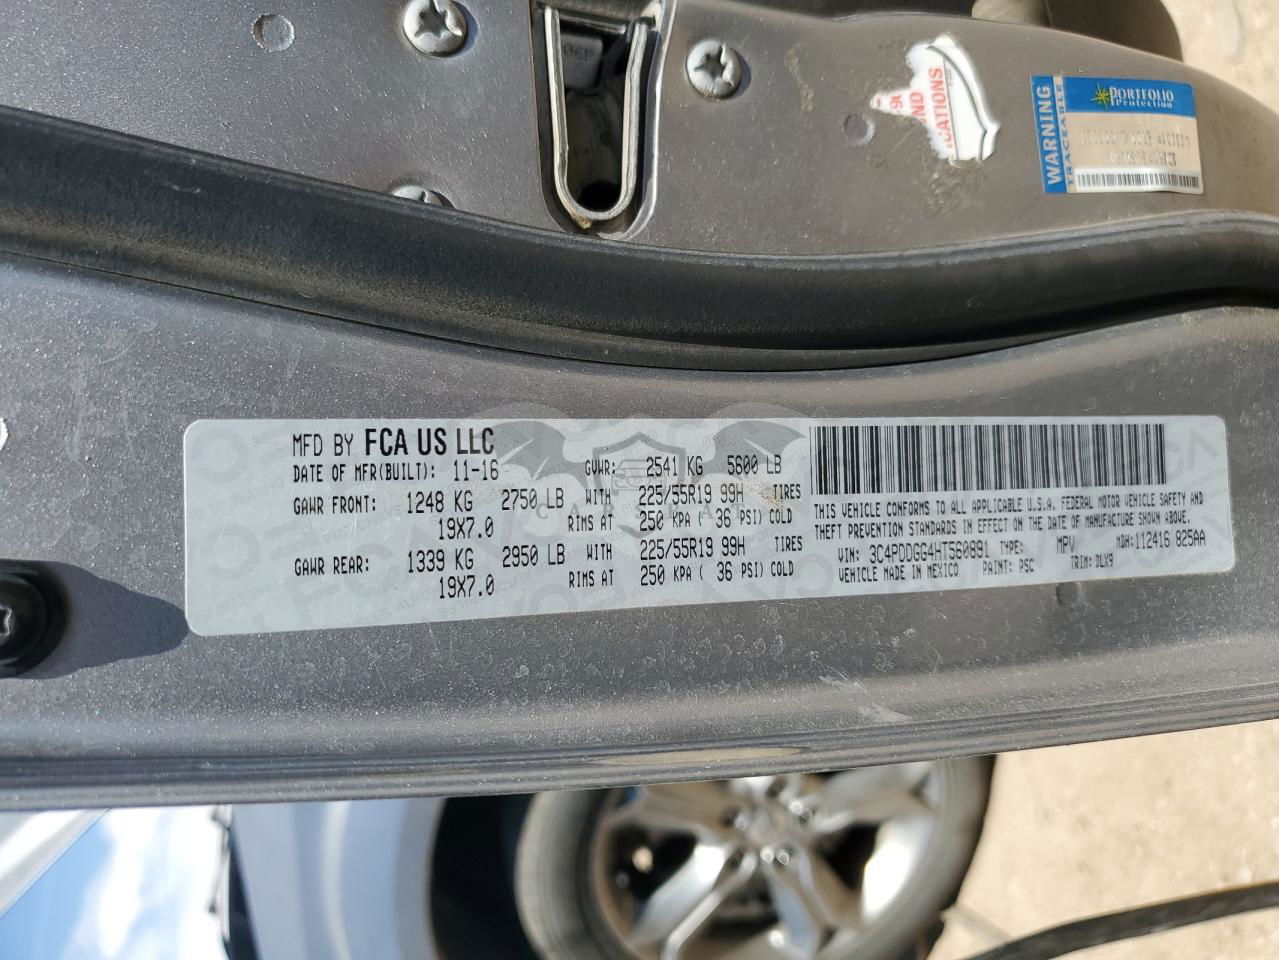 06P
ND
CATIONS
WARNING
TRACEABLE
PORTFOLIO
Protection
MFD BY FCA US LLC
DATE OF MFR(BUILT): 11-16 GVWR: 2541 KG 5600 LB
GAWR FRONT: 1248 KG 2750 LB WITH 225/55R19 99H TIRES
19X7.0 RIMS AT 250 KPA ( 36 PSI) COLD
GAWR REAR: 1339 KG 2950 LB WITH 225/55R19 99H TIRES
19X7.0 RIMS AT 250 KPA ( 36 PSI) COLD
THIS VEHICLE CONFORMS TO ALL APPLICABLE U.S.A. FEDERAL MOTOR VEHICLE SAFETY AND
THEFT PREVENTION STANDARDS IN EFFECT ON THE DATE OF MANUFACTURE SHOWN ABOVE.
VIN: 3C4PDDGG4HT560891 TYPE: MPV MDH: 112416 825AA
VEHICLE MADE IN MEXICO PAINT: PSC TRIM: DLX9